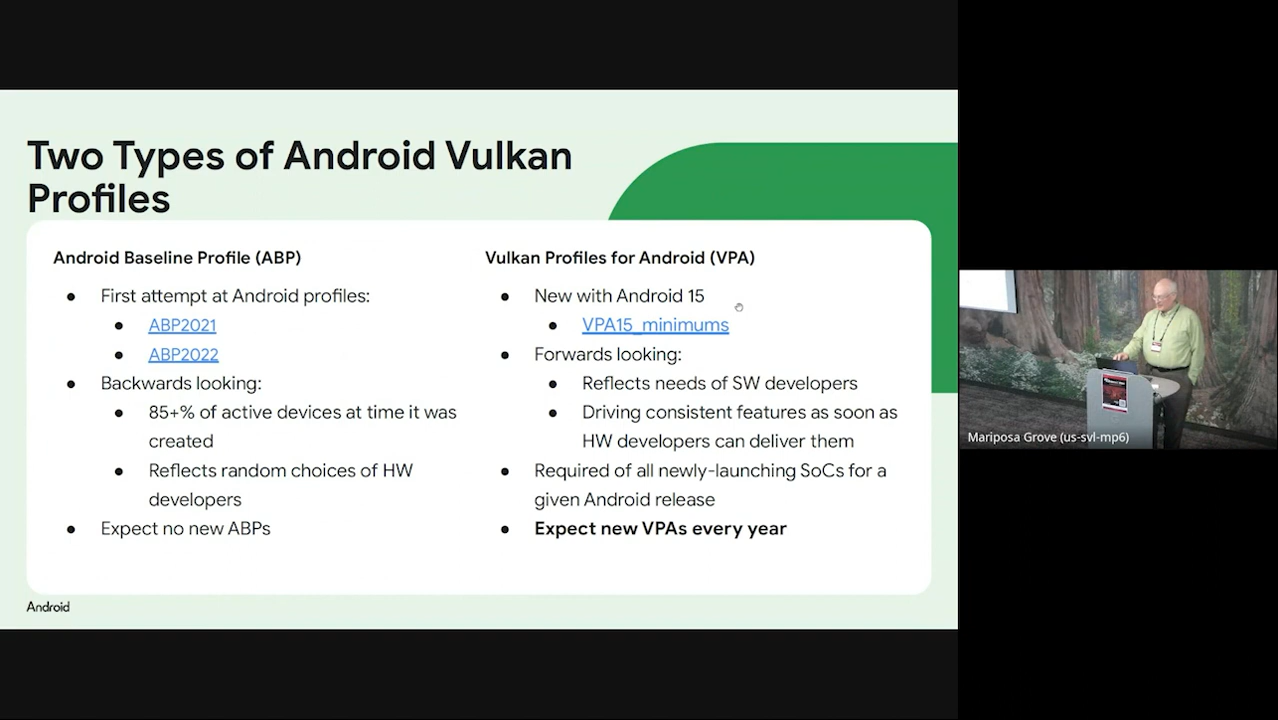 Two Types of Android Vulkan
Profiles
Android Baseline Profile (ABP)
● First attempt at Android profiles:
● ABP2021
● ABP2022
● Backwards looking:
● 85+% of active devices at time it was
created
● Reflects random choices of HW
developers
● Expect no new ABPs
Vulkan Profiles for Android (VPA)
● New with Android 15
● VPA15_minimums
● Forwards looking:
● Reflects needs of SW developers
● Driving consistent features as soon as
HW developers can deliver them
● Required of all newly-launching SoCs for a
given Android release
● Expect new VPAs every year
Android
Mariposa Grove (us-svl-mp6)